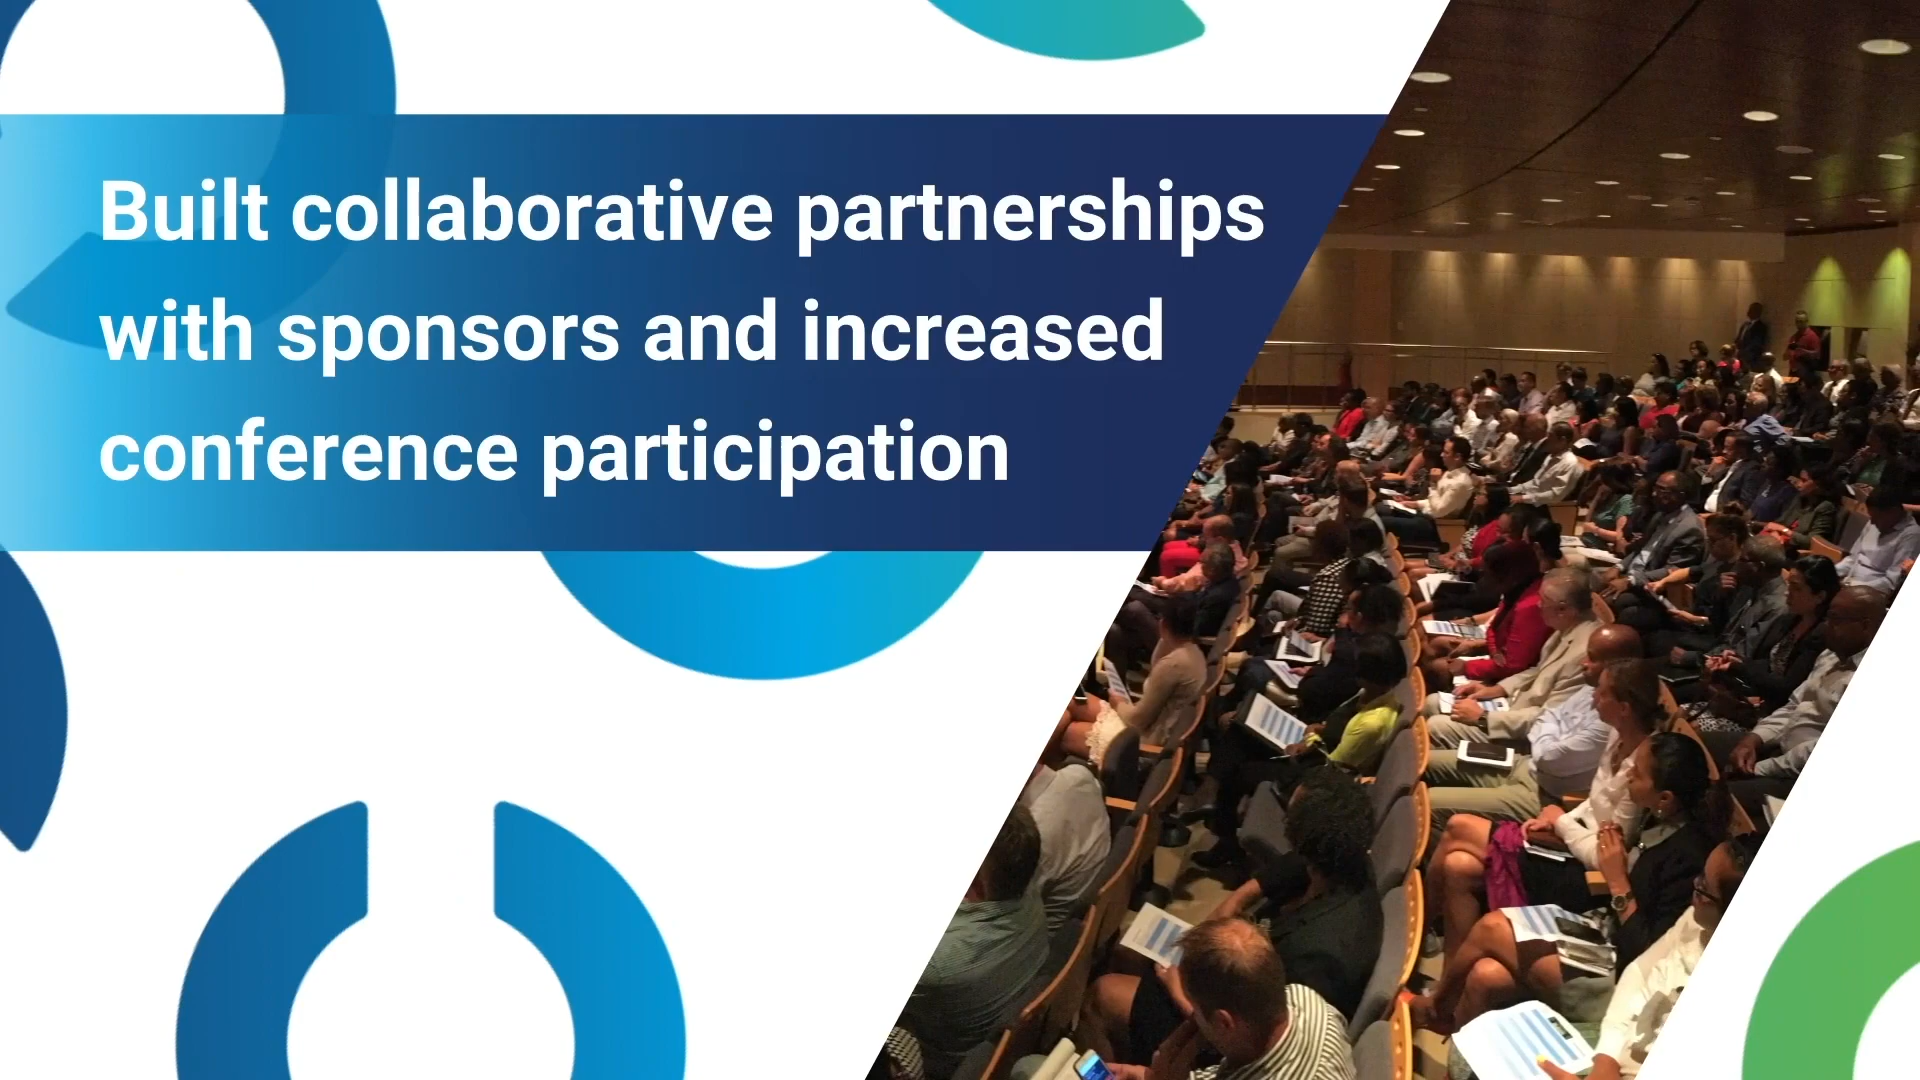 Built collaborative partnerships
with sponsors and increased
conference participation